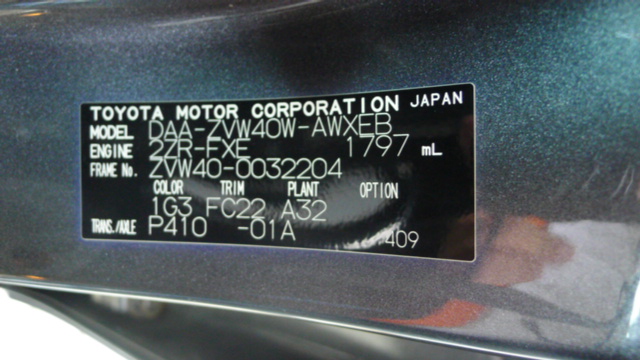 TOYOTA MOTOR CORPORATION JAPAN
MODEL DAA-ZVW40W-AWXEB
ENGINE 2ZR-FXE 1797 mL
FRAME No. ZVW40-0032204
COLOR TRIM PLANT OPTION
1G3 FC22 A32
TRANS./AXLE P410 -01A
409